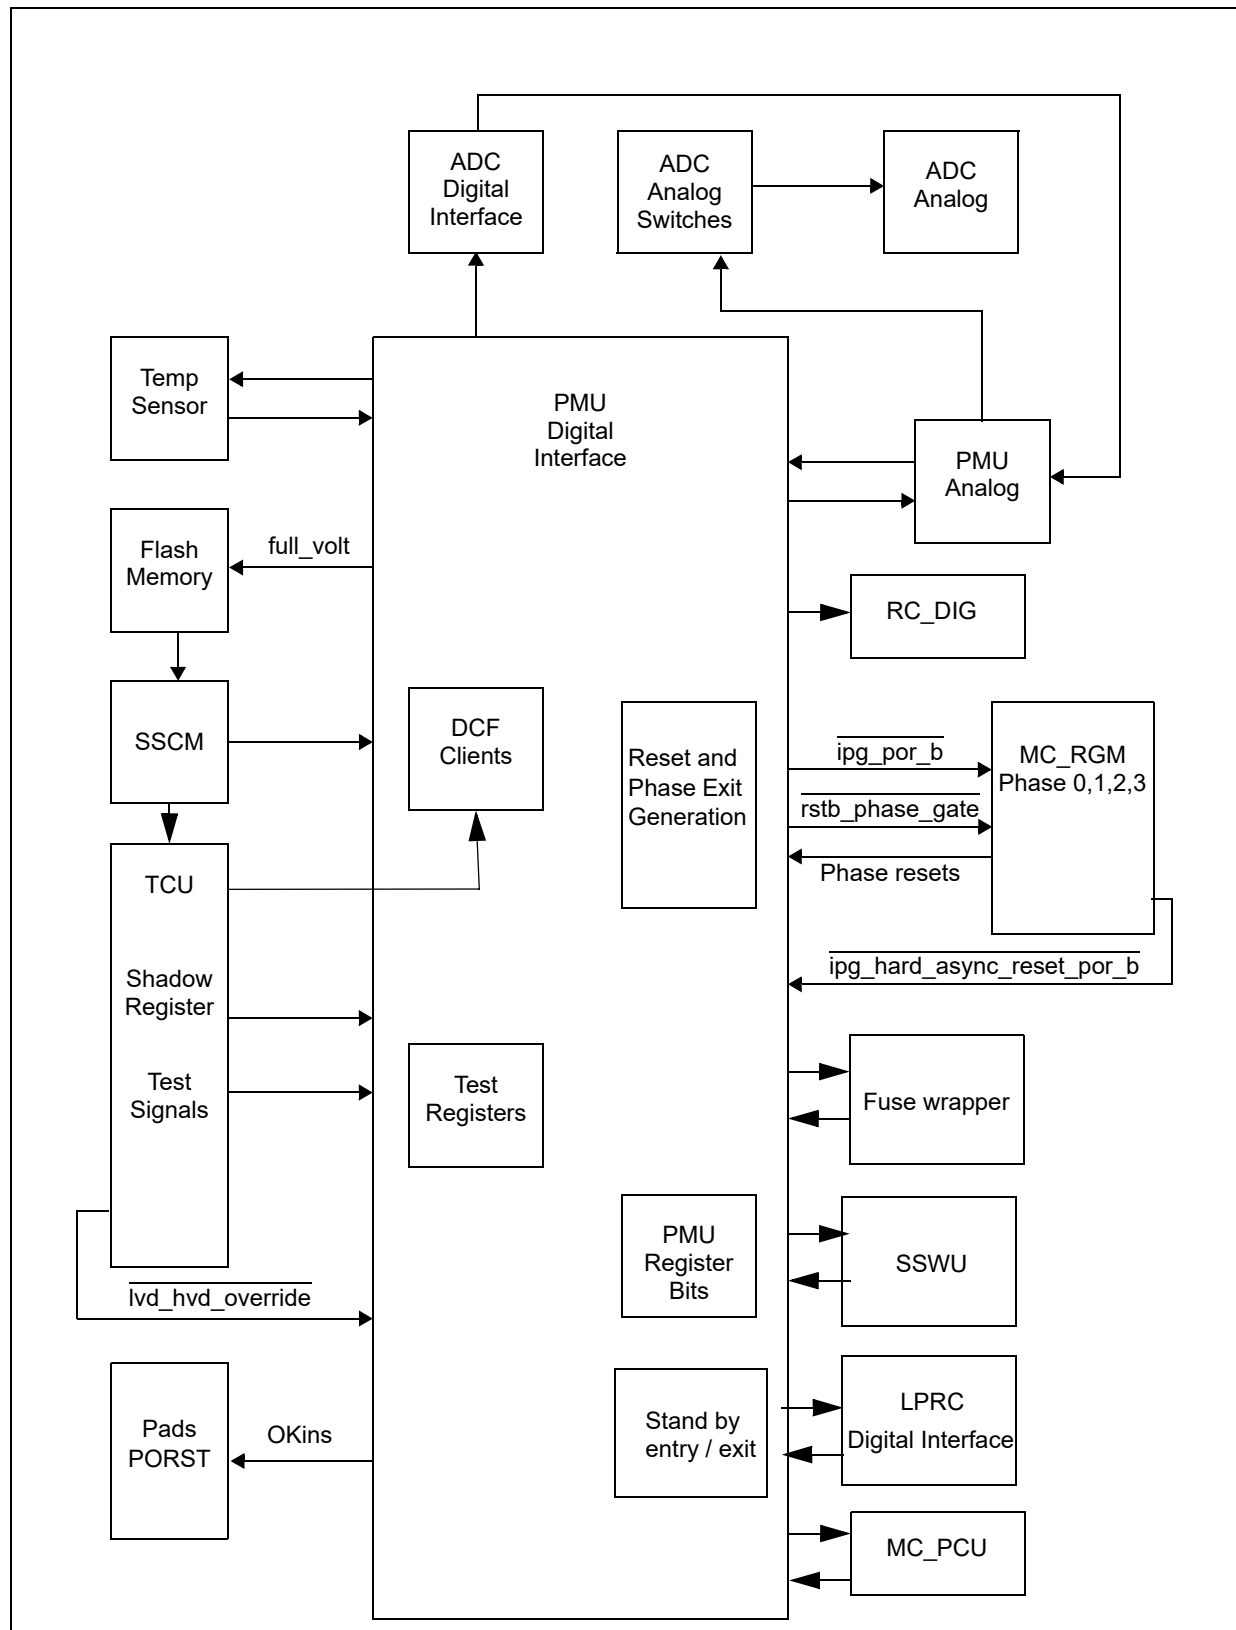 ADC
Digital
Interface
ADC
Analog
Switches
ADC
Analog
Temp
Sensor
PMU
Digital
Interface
PMU
Analog
Flash
Memory
full_volt
RC_DIG
SSCM
DCF
Clients
Reset and
Phase Exit
Generation
ipg_por_b
rstb_phase_gate
Phase resets
MC_RGM
Phase 0,1,2,3
ipg_hard_async_reset_por_b
TCU
Shadow
Register
Test
Signals
Test
Registers
Fuse wrapper
PMU
Register
Bits
SSWU
lvd_hvd_override
Pads
PORST
OKins
Stand by
entry / exit
LPRC
Digital Interface
MC_PCU